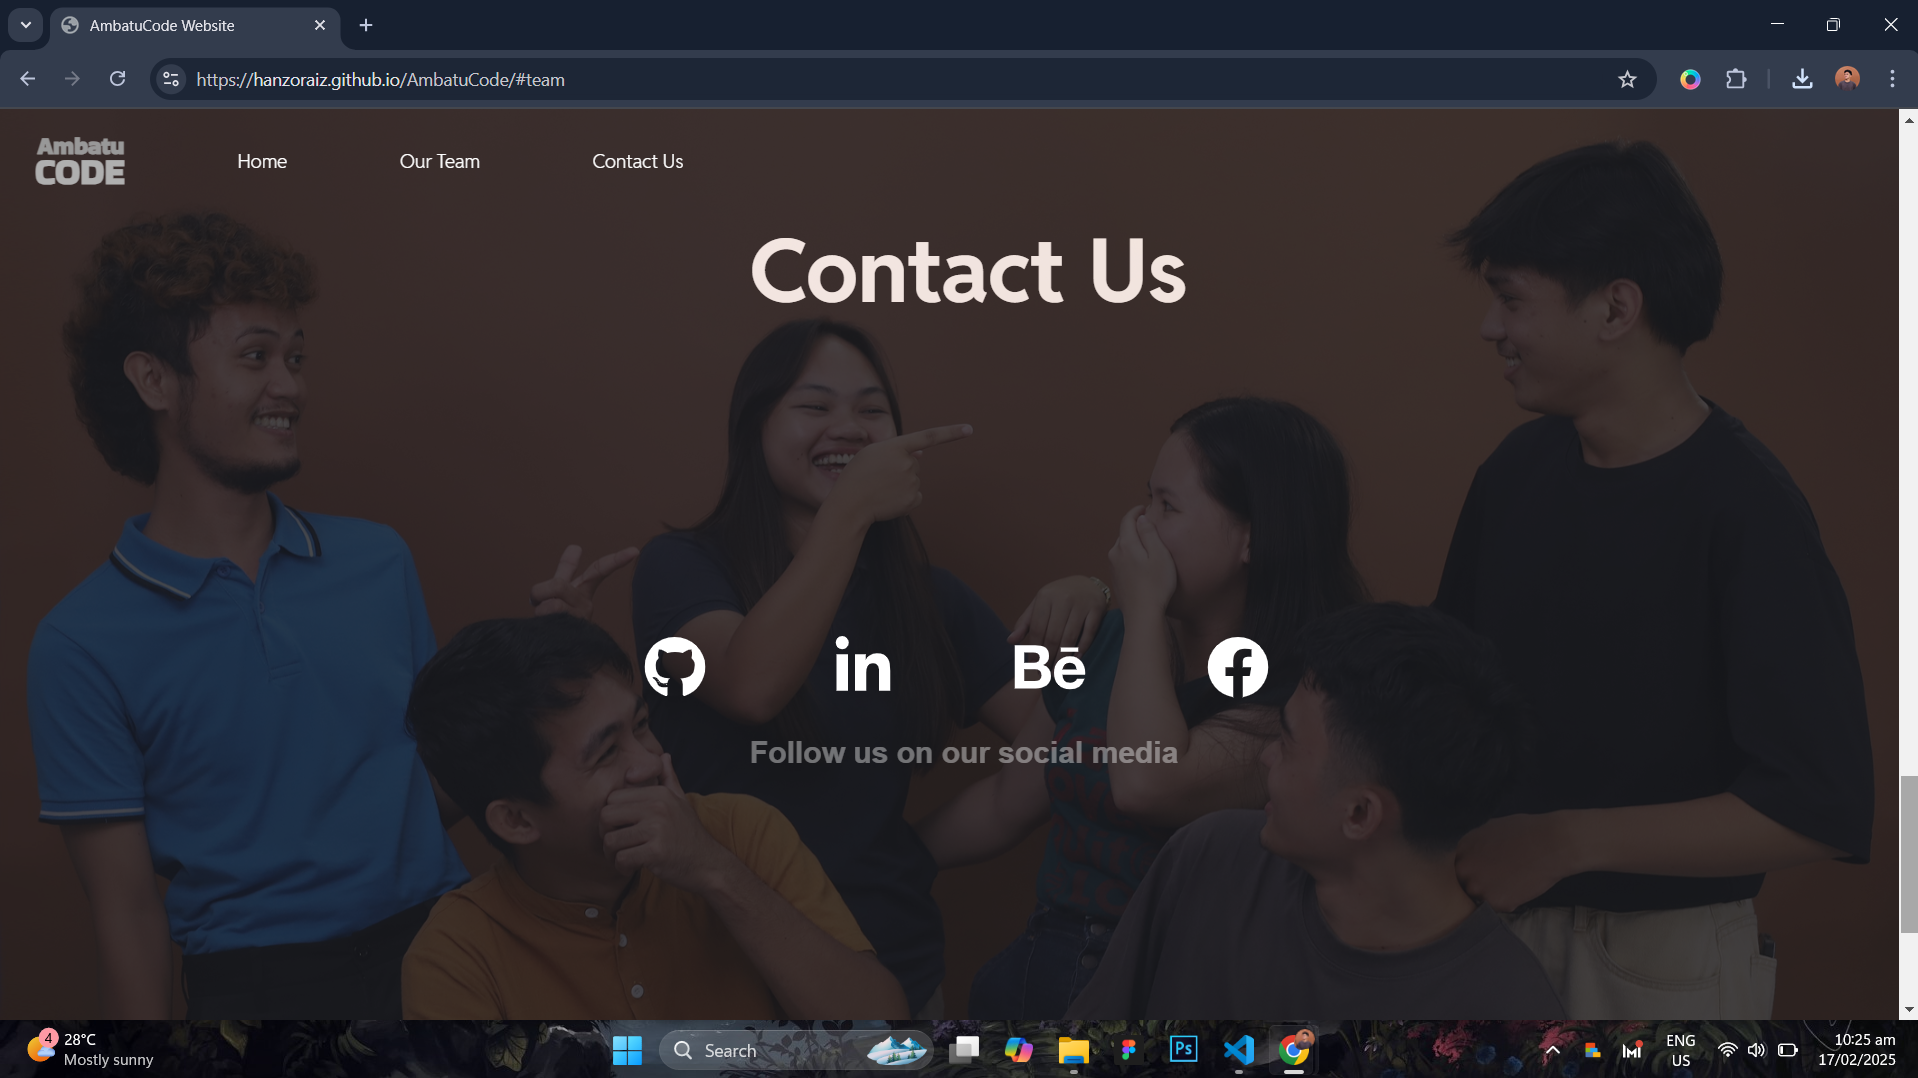 AmbatuCode Website
https://hanzoraiz.github.io/AmbatuCode/#team
Ambatu
CODE
Home
Our Team
Contact Us
Contact Us
in
Bē
Follow us on our social media
4
28°C
Mostly sunny
Search
Ps
ENG
US
10:25 am
17/02/2025